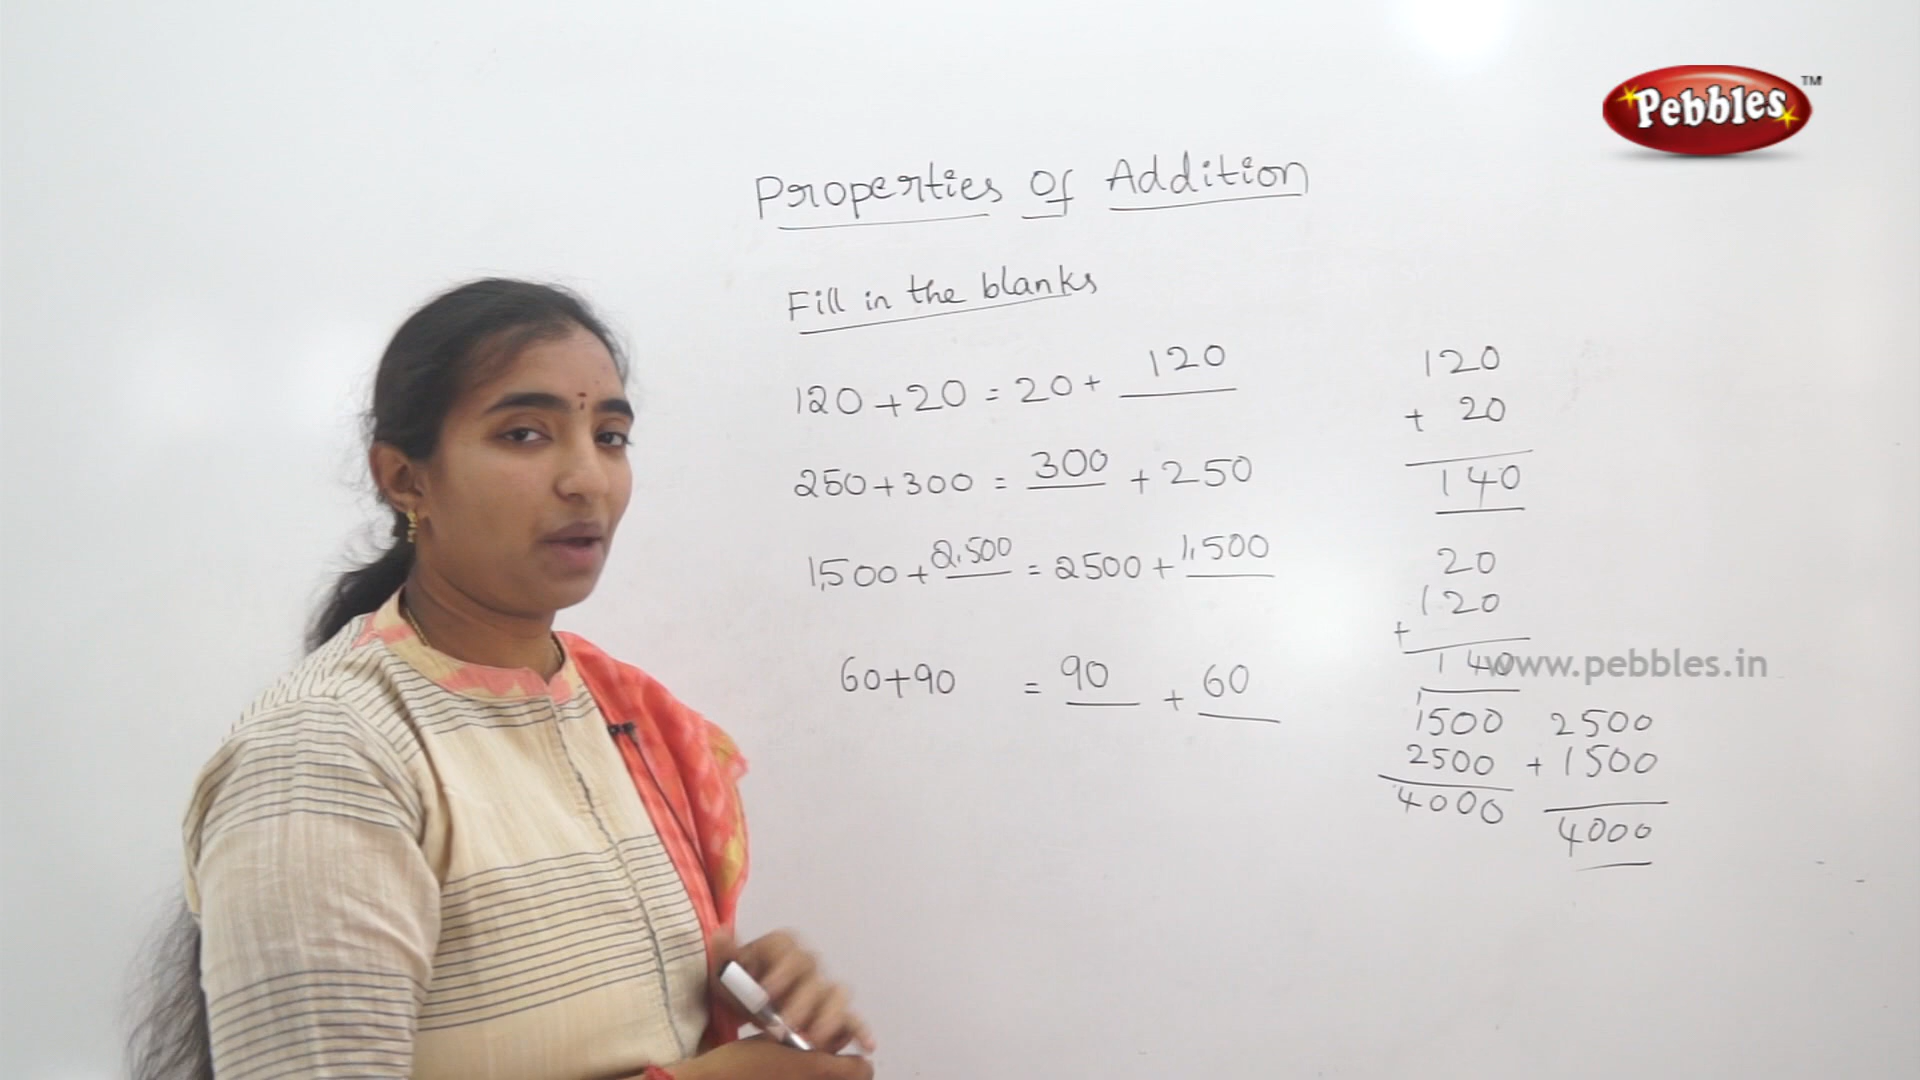 Pebbles™
Properties Of Addition
Fill in the blanks
120+20 = 20+ 120
250+300 = 300 + 250
1,500+2,500 = 2500+1,500
60+90 = 90 + 60
120
+ 20
140
20
120
+
140
www.pebbles.in
1
1500
2500
4000
2500
+ 1500
4000